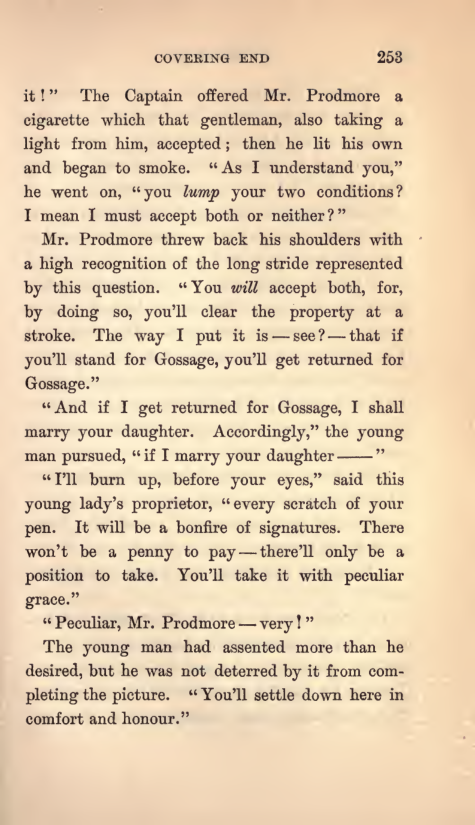 COVERING END 253
it!" The Captain offered Mr. Prodmore a
cigarette which that gentleman, also taking a
light from him, accepted; then he lit his own
and began to smoke. "As I understand you,"
he went on, "you lump your two conditions?
I mean I must accept both or neither?"
Mr. Prodmore threw back his shoulders with
a high recognition of the long stride represented
by this question. "You will accept both, for,
by doing so, you'll clear the property at a
stroke. The way I put it is — see? — that if
you'll stand for Gossage, you'll get returned for
Gossage."
"And if I get returned for Gossage, I shall
marry your daughter. Accordingly," the young
man pursued, "if I marry your daughter —— "
"I'll burn up, before your eyes," said this
young lady's proprietor, "every scratch of your
pen. It will be a bonfire of signatures. There
won't be a penny to pay — there'll only be a
position to take. You'll take it with peculiar
grace."
"Peculiar, Mr. Prodmore — very!"
The young man had assented more than he
desired, but he was not deterred by it from com-
pleting the picture. "You'll settle down here in
comfort and honour."